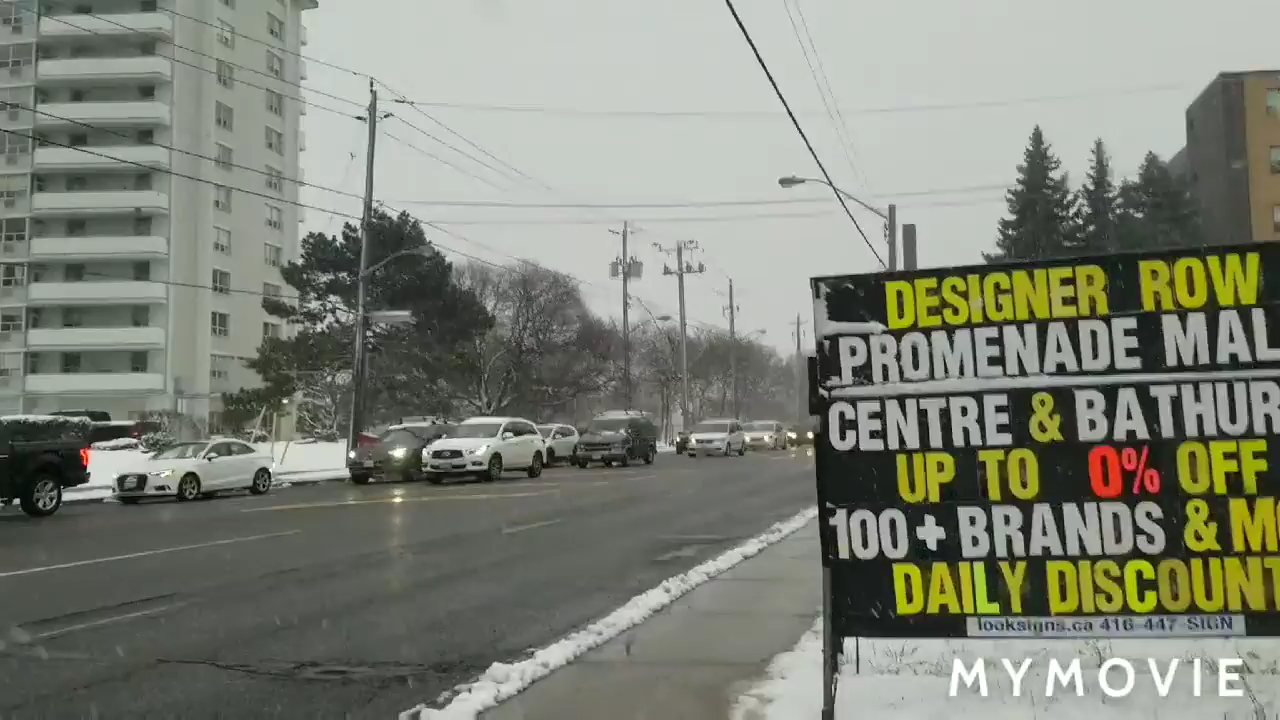 DESIGNER ROW
PROMENADE MAL
CENTRE & BATHUR
UP TO 0% OFF
100+ BRANDS & MO
DAILY DISCOUNT
looksigns.ca 416-447-SIGN
MYMOVIE